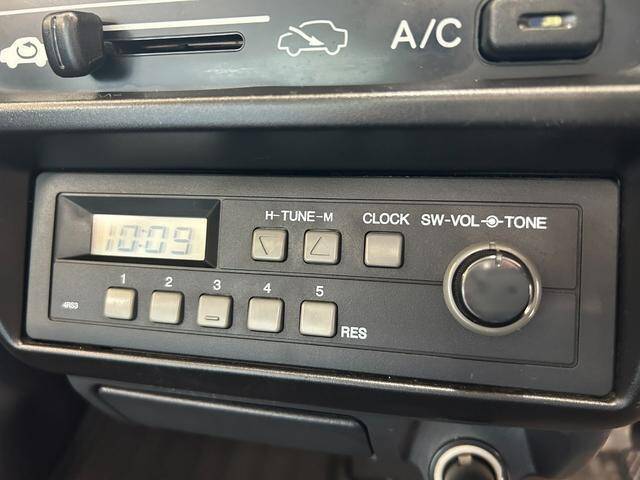 A/C
H-TUNE-M CLOCK SW-VOL-TONE
10:09
1 2 3 4 5
4RS3
RES